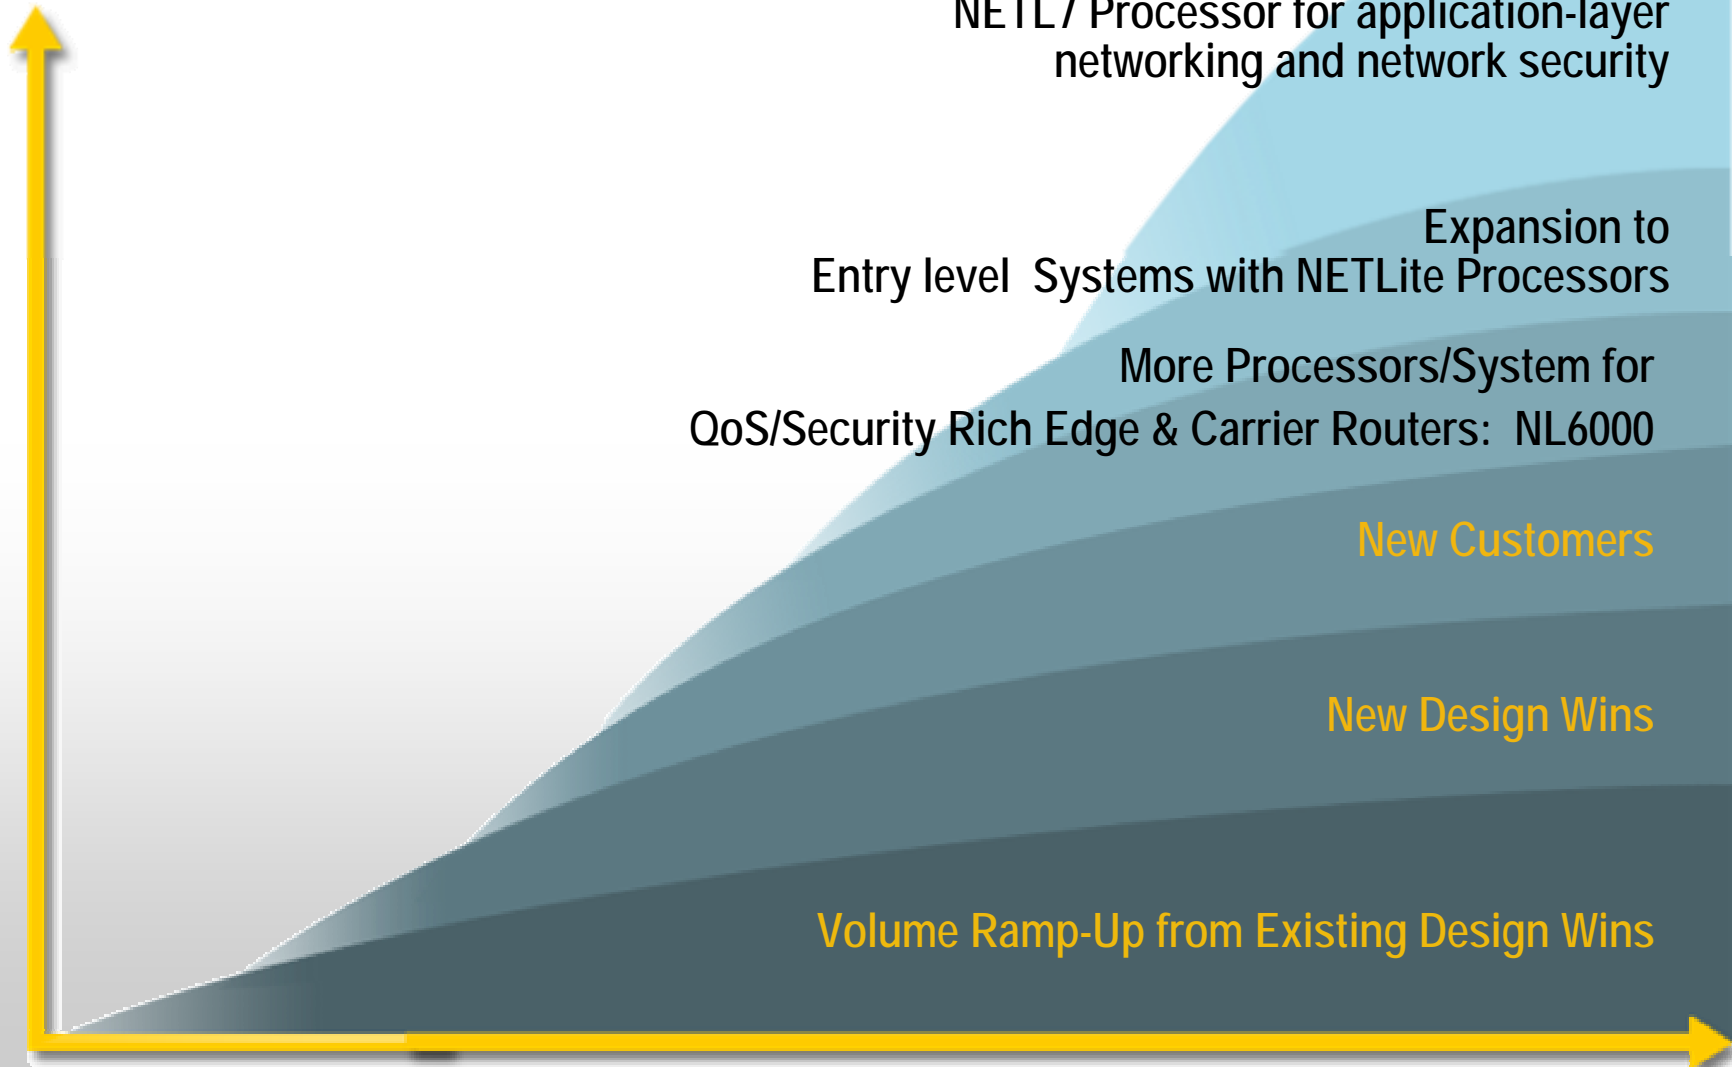 NETL7 Processor for application-layer
networking and network security
Expansion to
Entry level Systems with NETLite Processors
More Processors/System for
QoS/Security Rich Edge & Carrier Routers: NL6000
New Customers
New Design Wins
Volume Ramp-Up from Existing Design Wins